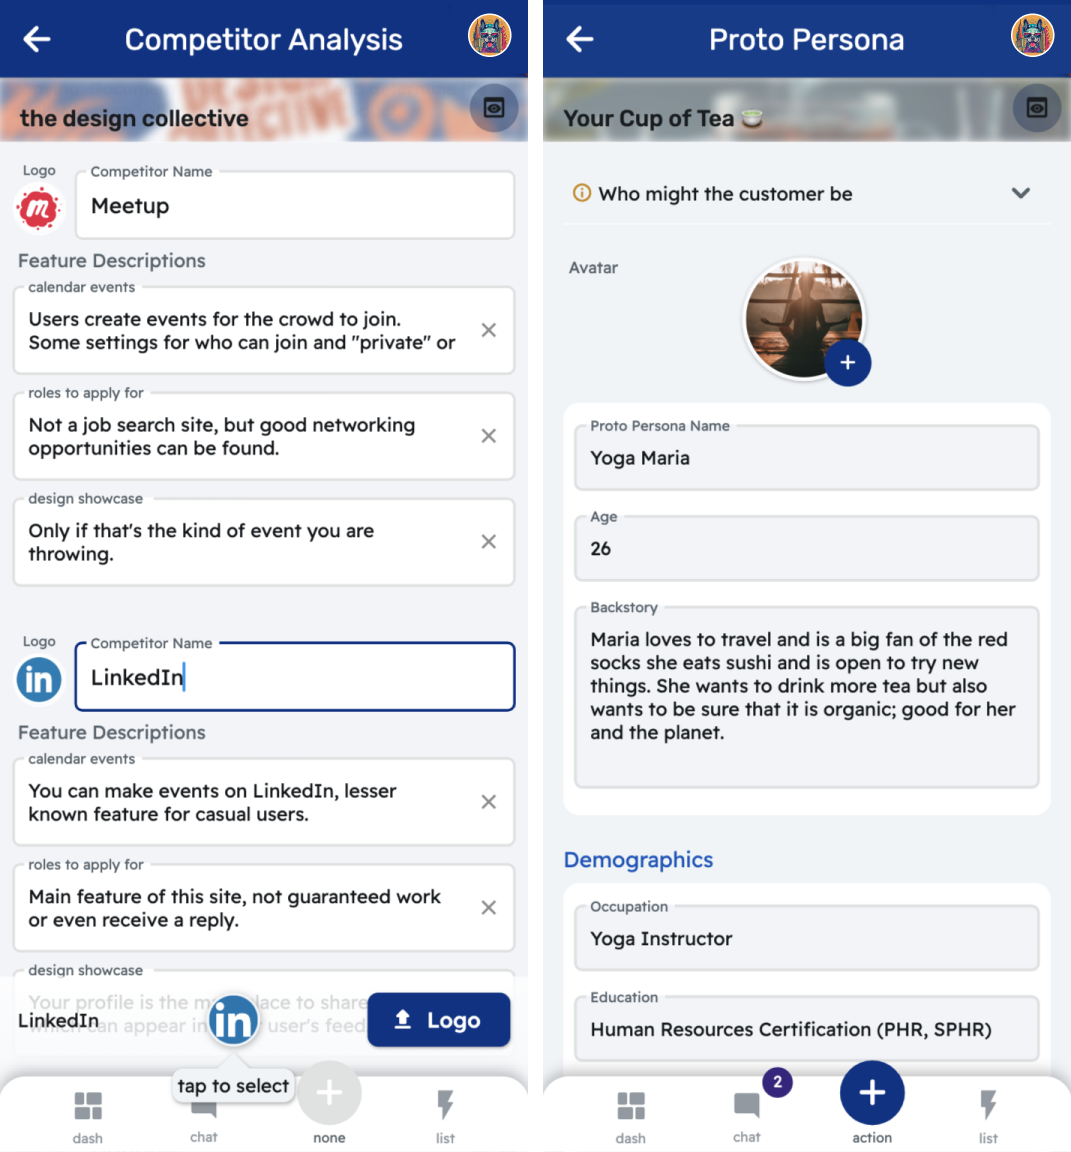 Competitor Analysis
the design collective
Logo
Competitor Name
Meetup
Feature Descriptions
calendar events
Users create events for the crowd to join.
Some settings for who can join and "private" or
roles to apply for
Not a job search site, but good networking
opportunities can be found.
design showcase
Only if that's the kind of event you are
throwing.
Logo
Competitor Name
LinkedIn
in
Feature Descriptions
calendar events
You can make events on LinkedIn, lesser
known feature for casual users.
roles to apply for
Main feature of this site, not guaranteed work
or even receive a reply.
design showcase
Your profile is the place to share
which can appear in user's feed
LinkedIn
in
Logo
tap to select
dash
chat
none
list
Proto Persona
Your Cup of Tea
Who might the customer be
Avatar
+
Proto Persona Name
Yoga Maria
Age
26
Backstory
Maria loves to travel and is a big fan of the red
socks she eats sushi and is open to try new
things. She wants to drink more tea but also
wants to be sure that it is organic; good for her
and the planet.
Demographics
Occupation
Yoga Instructor
Education
Human Resources Certification (PHR, SPHR)
2
dash
chat
action
list